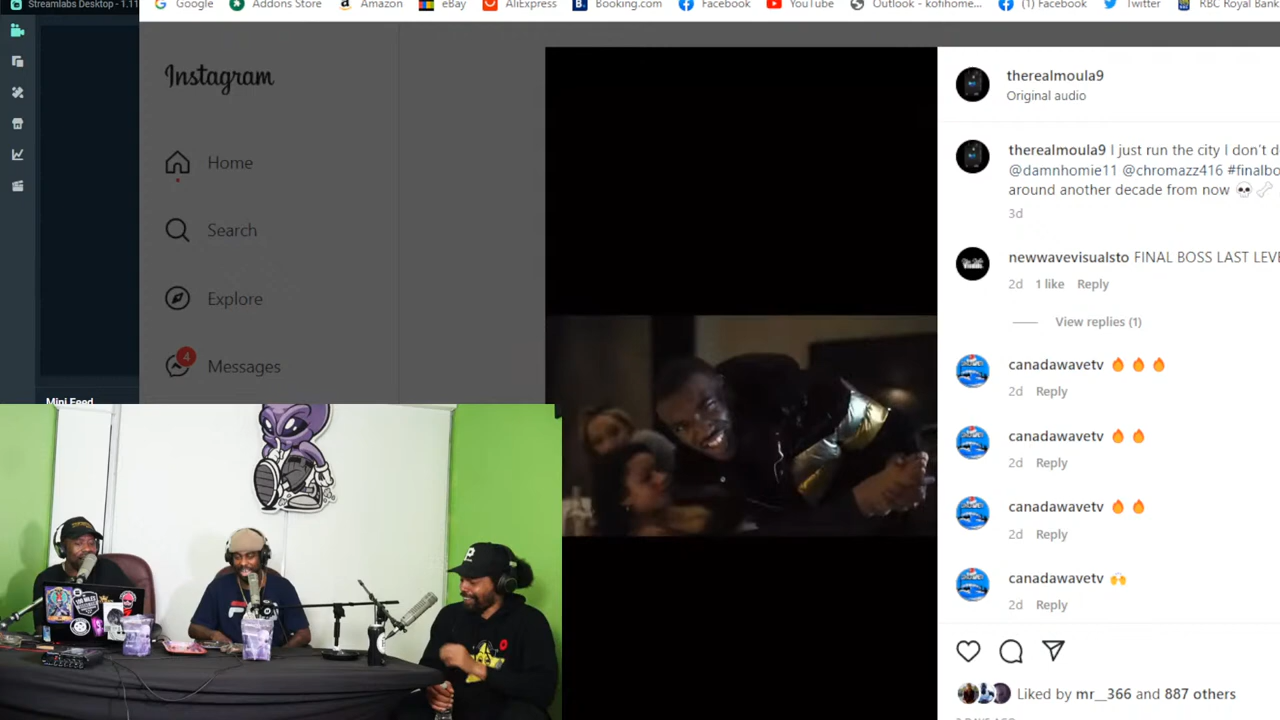 Streamlabs Desktop - 1.11
Google
Addons Store
Amazon
eBay
AliExpress
Booking.com
Facebook
YouTube
Outlook – kofihome...
(1) Facebook
Twitter
RBC Royal Bank
Instagram
Home
Search
Explore
4
Messages
Mini Feed
therealmoula9
Original audio
therealmoula9 I just run the city I don't d
@damnhomie11 @chromazz416 #finalbo
around another decade from now 💀🦴
3d
newwavevisualsto FINAL BOSS LAST LEVE
2d 1 like Reply
View replies (1)
canadawavetv 🔥 🔥 🔥
2d Reply
canadawavetv 🔥 🔥
2d Reply
canadawavetv 🔥 🔥
2d Reply
canadawavetv 🙌
2d Reply
Liked by mr__366 and 887 others
FILA